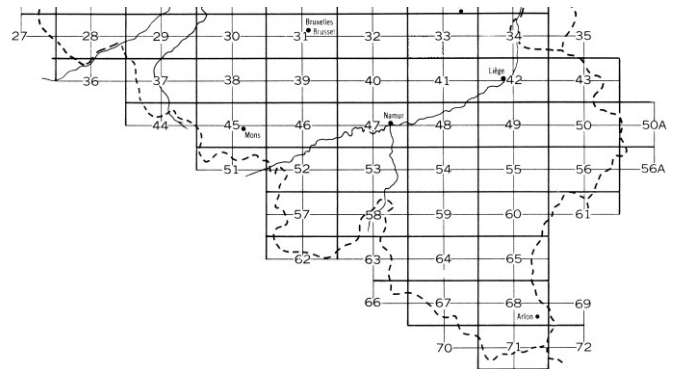 Bruxelles
Brussel
27 28 29 30 31 32 33 34 35
Liège
36 37 38 39 40 41 42 43
Namur
44 45 46 47 48 49 50 50A
Mons
51 52 53 54 55 56 56A
57 58 59 60 61
62 63 64 65
66 67 68 69
Arlon
70 71 72